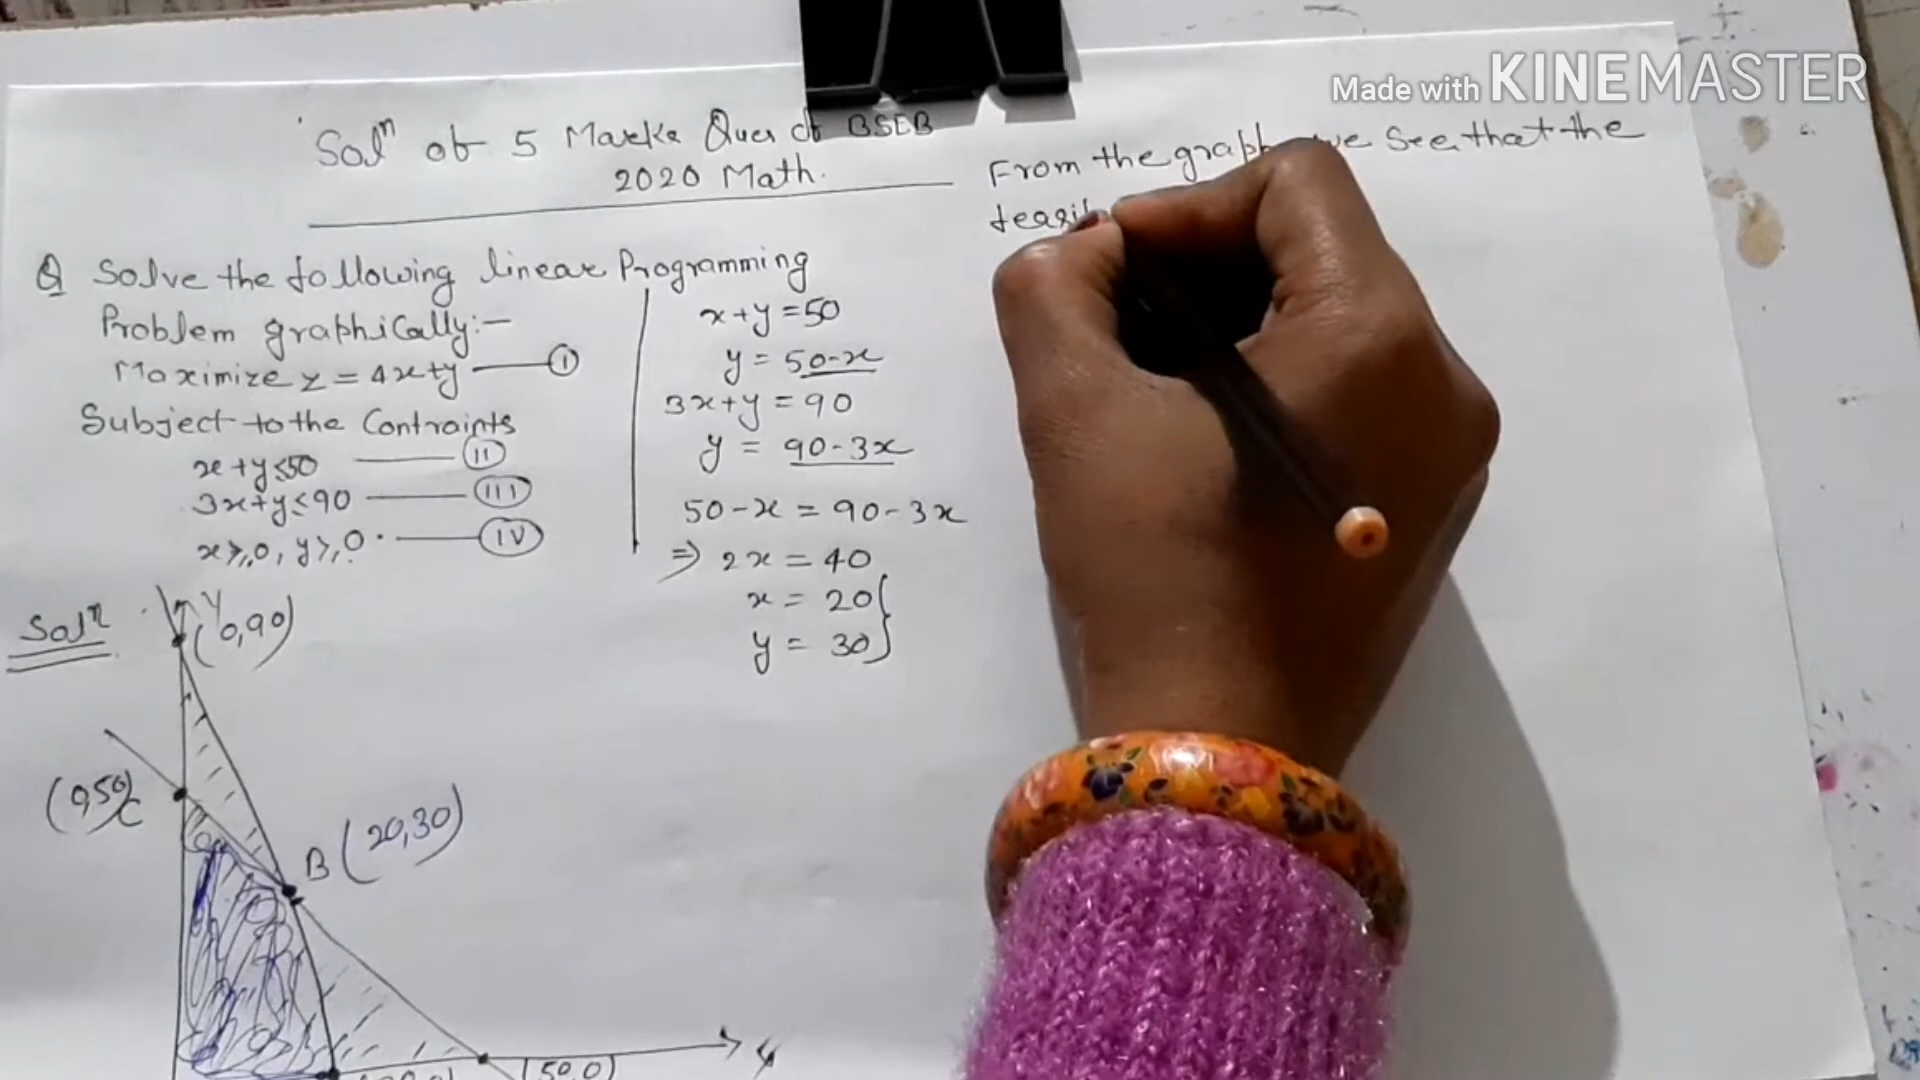 Made with KINEMASTER
Solⁿ of 5 Marks Ques of BSEB
2020 Math.
Q Solve the following linear Programming
Problem graphically:-
Maximize z = 4x+y — (I)
Subject to the Contraints
x+y≤50 — (II)
3x+y≤90 — (III)
x≥0, y≥0. — (IV)
x+y=50
y = 50-x
3x+y = 90
y = 90-3x
50-x = 90-3x
⇒ 2x = 40
x = 20
y = 30
From the graph we see that the
Solⁿ
Y
(0,90)
(0,50) C
B (20,30)
(50,0)